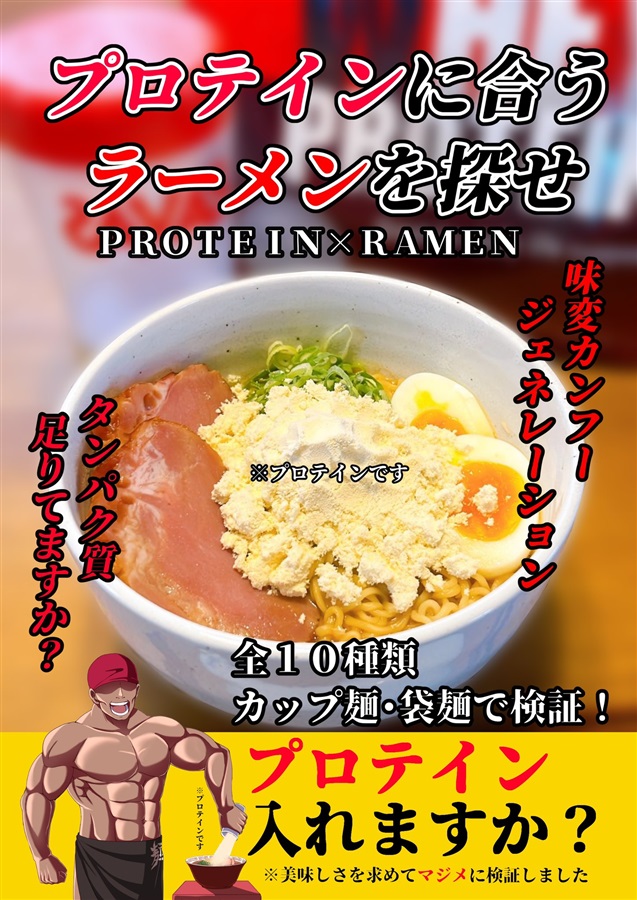 プロテインに合う
ラーメンを探せ
PROTEIN×RAMEN
味変カンフー
ジェネレーション
タンパク質
足りてますか？
※プロテインです
全１０種類
カップ麺・袋麺で検証！
プロテイン
入れますか？
※プロテインです
麺
※美味しさを求めてマジメに検証しました